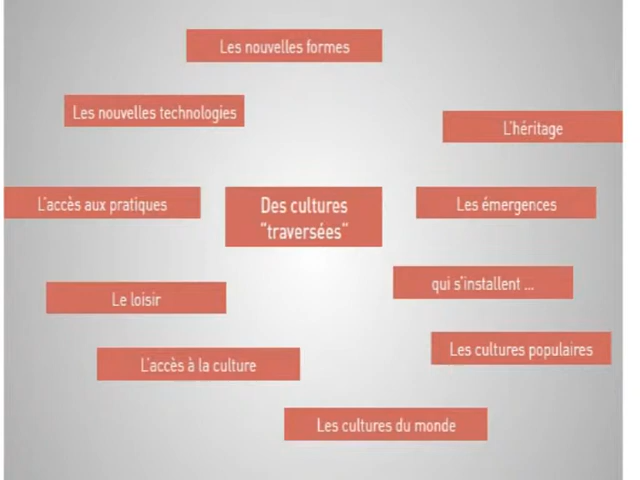 Les nouvelles formes
Les nouvelles technologies
L'héritage
L'accès aux pratiques
Des cultures
"traversées"
Les émergences
qui s'installent ...
Le loisir
Les cultures populaires
L'accès à la culture
Les cultures du monde